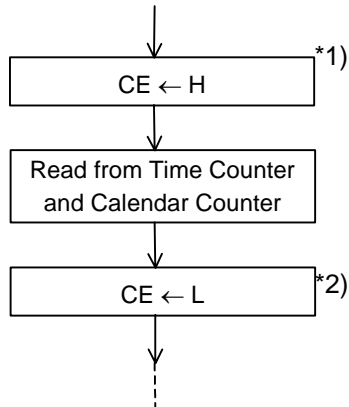 *1)
CE ← H
Read from Time Counter
and Calendar Counter
*2)
CE ← L